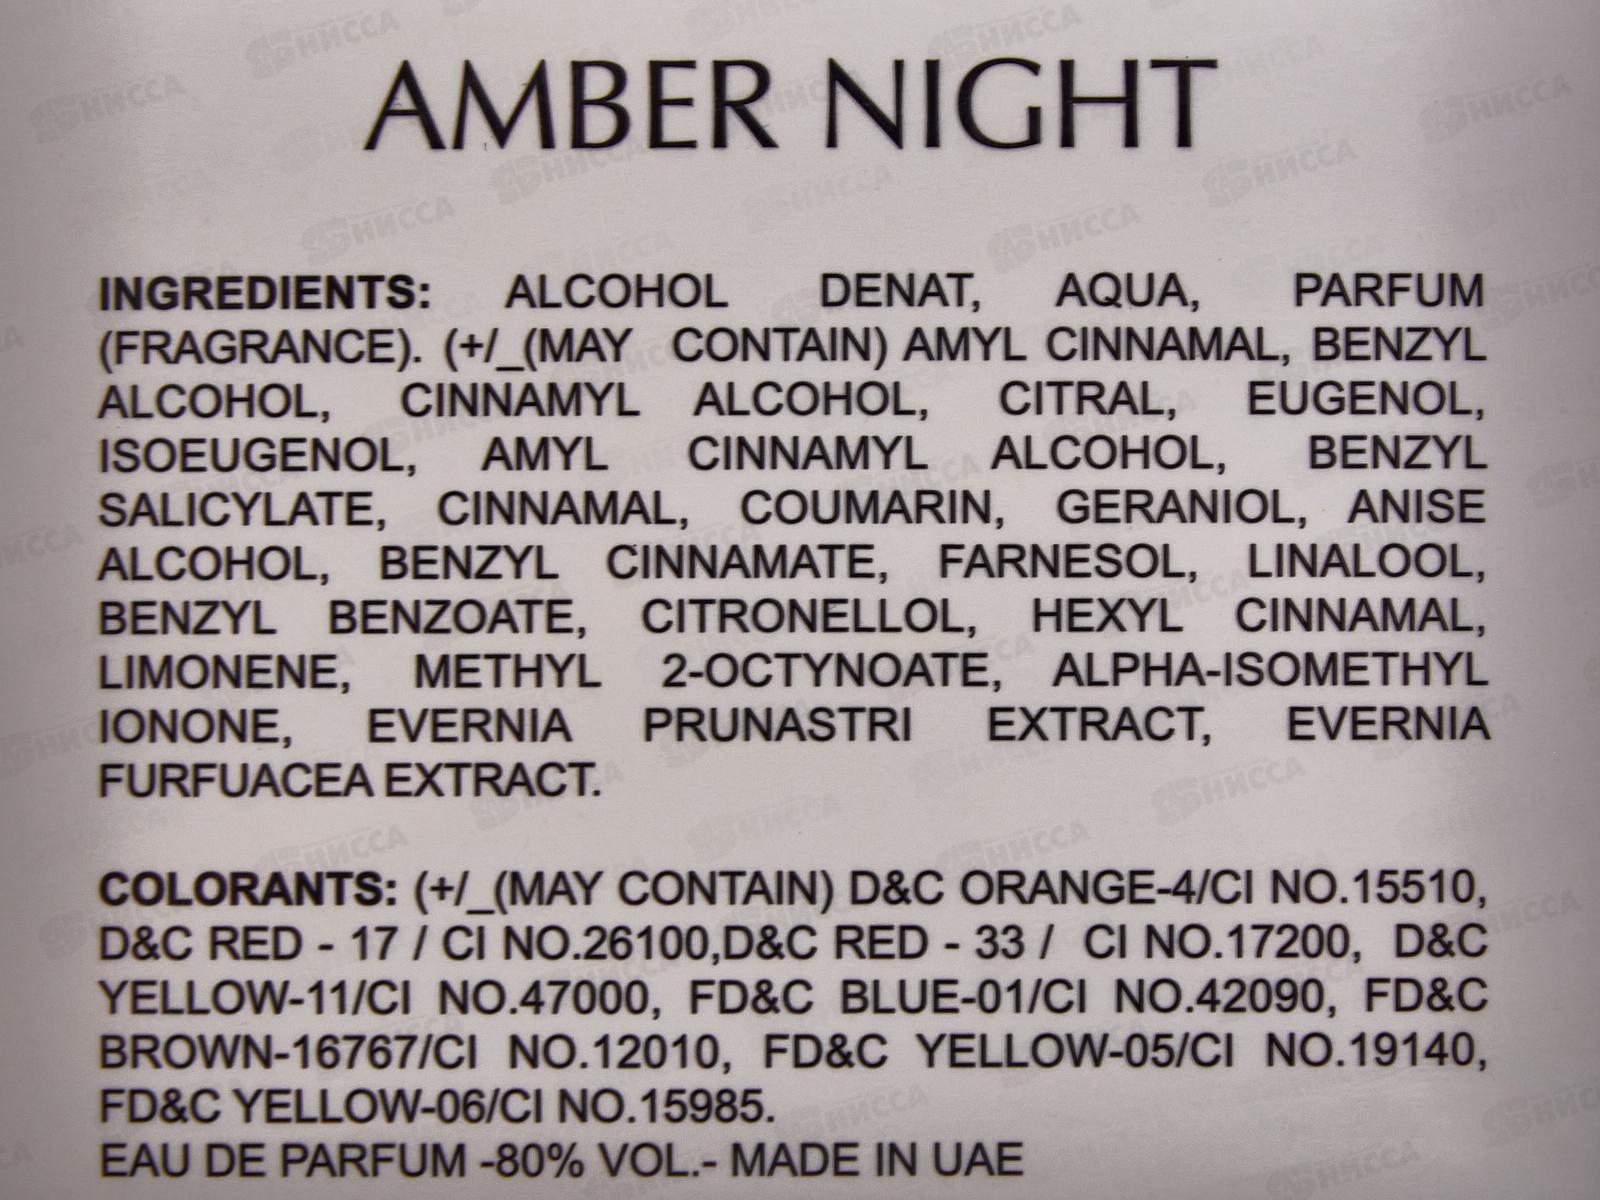 AMBER NIGHT
INGREDIENTS: ALCOHOL DENAT, AQUA, PARFUM
(FRAGRANCE). (+/_(MAY CONTAIN) AMYL CINNAMAL, BENZYL
ALCOHOL, CINNAMYL ALCOHOL, CITRAL, EUGENOL,
ISOEUGENOL, AMYL CINNAMYL ALCOHOL, BENZYL
SALICYLATE, CINNAMAL, COUMARIN, GERANIOL, ANISE
ALCOHOL, BENZYL CINNAMATE, FARNESOL, LINALOOL,
BENZYL BENZOATE, CITRONELLOL, HEXYL CINNAMAL,
LIMONENE, METHYL 2-OCTYNOATE, ALPHA-ISOMETHYL
IONONE, EVERNIA PRUNASTRI EXTRACT, EVERNIA
FURFUACEA EXTRACT.
COLORANTS: (+/_(MAY CONTAIN) D&C ORANGE-4/CI NO.15510,
D&C RED - 17 / CI NO.26100,D&C RED - 33 / CI NO.17200, D&C
YELLOW-11/CI NO.47000, FD&C BLUE-01/CI NO.42090, FD&C
BROWN-16767/CI NO.12010, FD&C YELLOW-05/CI NO.19140,
FD&C YELLOW-06/CI NO.15985.
EAU DE PARFUM -80% VOL.- MADE IN UAE